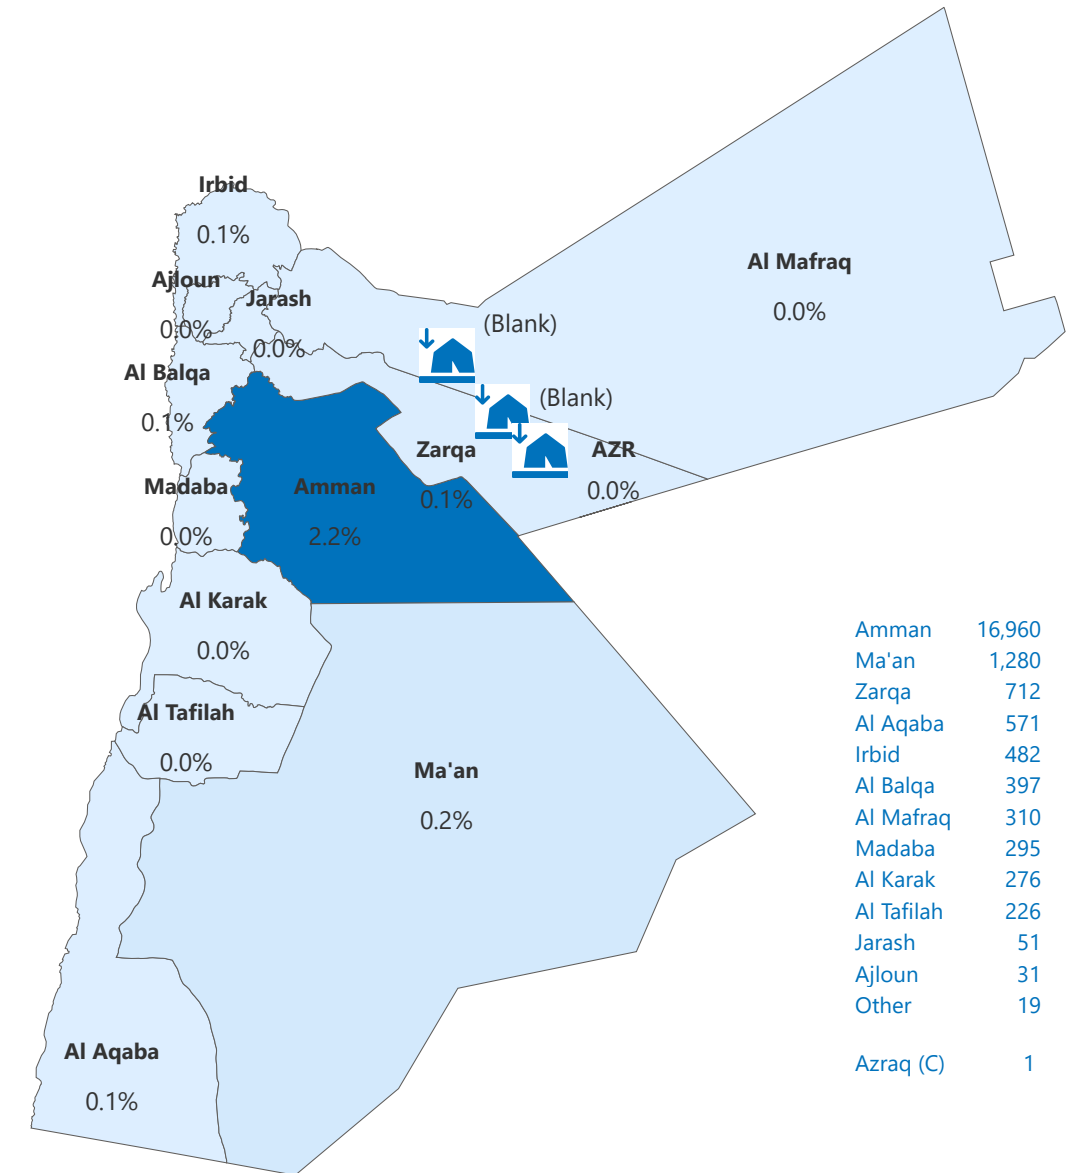 Irbid
0.1%
Al Mafraq
0.0%
Ajloun
0.0%
Jarash
0.0%
(Blank)
Al Balqa
0.1%
(Blank)
Zarqa
0.1%
AZR
0.0%
Madaba
0.0%
Amman
2.2%
Al Karak
0.0%
Al Tafilah
0.0%
Ma'an
0.2%
Al Aqaba
0.1%
Amman 16,960
Ma'an 1,280
Zarqa 712
Al Aqaba 571
Irbid 482
Al Balqa 397
Al Mafraq 310
Madaba 295
Al Karak 276
Al Tafilah 226
Jarash 51
Ajloun 31
Other 19
Azraq (C) 1